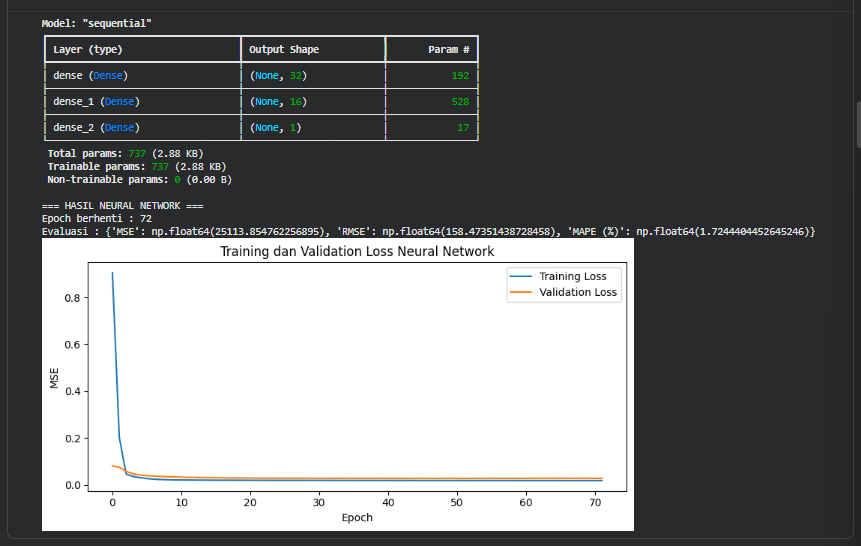 Model: "sequential"
Layer (type) Output Shape Param #
dense (Dense) (None, 32) 192
dense_1 (Dense) (None, 16) 528
dense_2 (Dense) (None, 1) 17
Total params: 737 (2.88 KB)
Trainable params: 737 (2.88 KB)
Non-trainable params: 0 (0.00 B)
=== HASIL NEURAL NETWORK ===
Epoch berhenti : 72
Evaluasi : {'MSE': np.float64(25113.854762256895), 'RMSE': np.float64(158.47351438728458), 'MAPE (%)': np.float64(1.7244404452645246)}
Training dan Validation Loss Neural Network
Training Loss
Validation Loss
0.8
0.6
0.4
0.2
0.0
MSE
0 10 20 30 40 50 60 70
Epoch